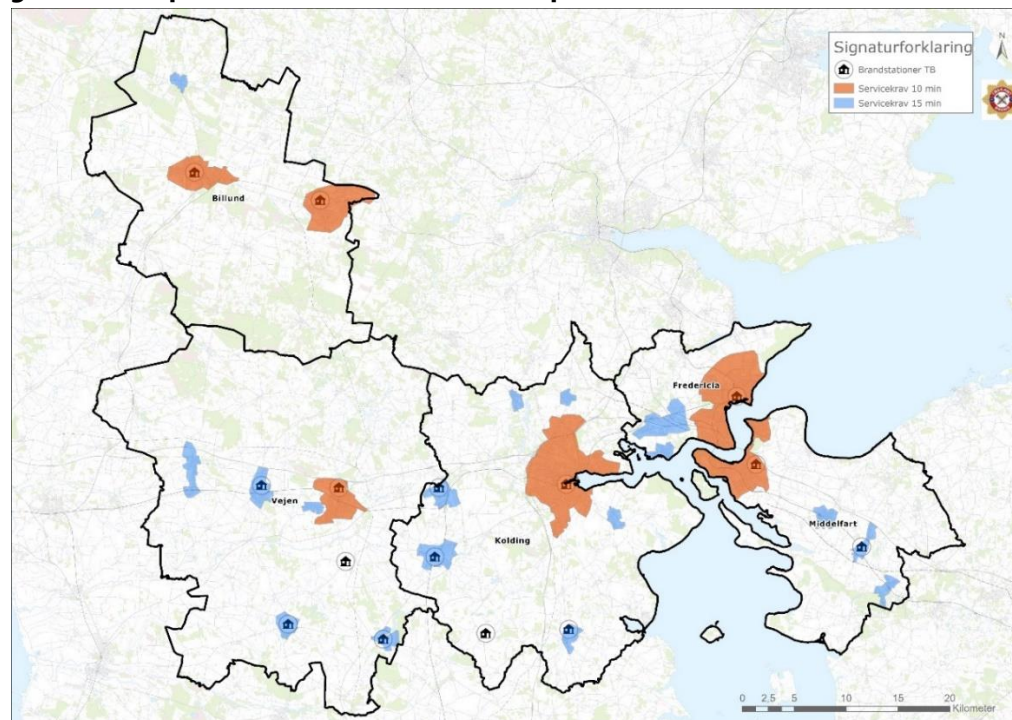 Signaturforklaring
N
Brandstationer TB
Servicekrav 10 min
Servicekrav 15 min
Billund
Fredericia
Vejen
Kolding
Middelfart
0 2,5 5 10 15 20
Kilometer